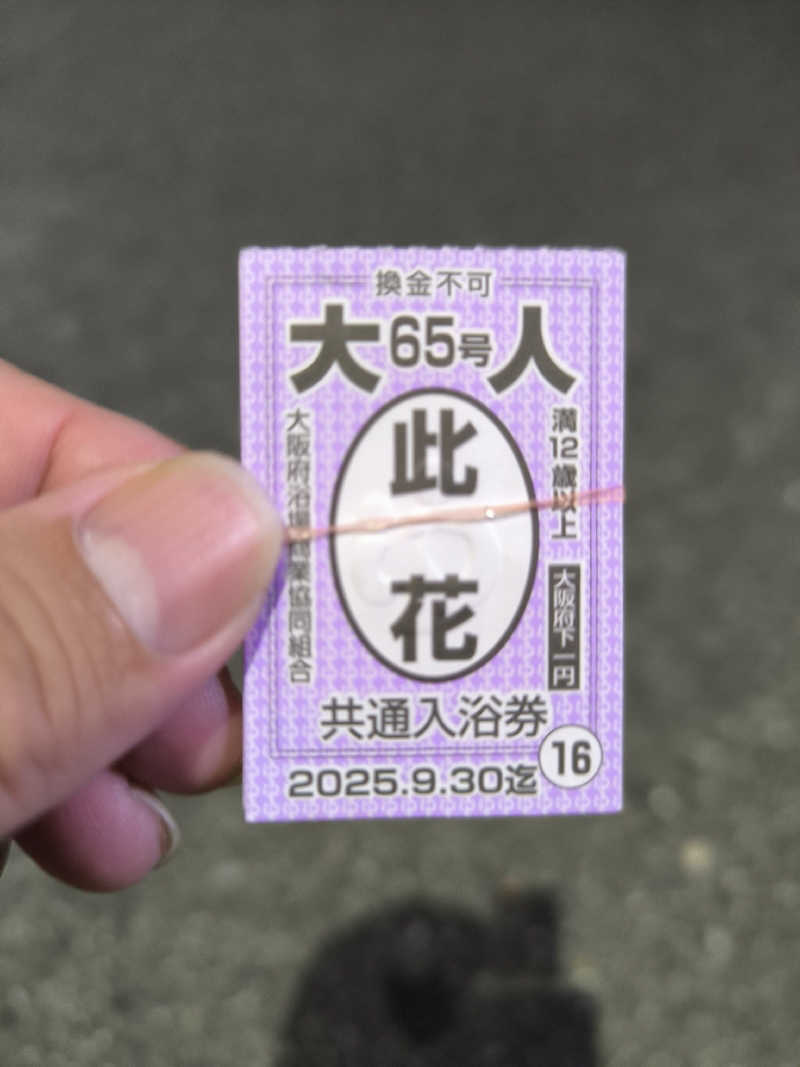 換金不可
大65号人
満12歳以上
大阪府下一円
此花
大阪府浴場商業協同組合
共通入浴券
16
2025.9.30迄